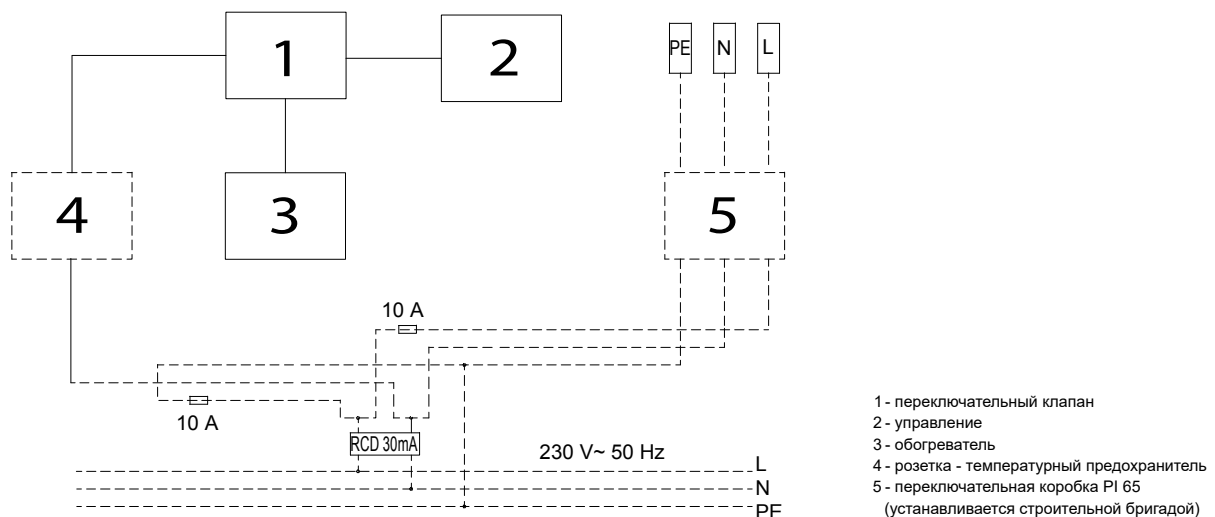 1
2
PE N L
4
3
5
10 A
10 A
RCD 30mA
230 V~ 50 Hz
L
N
PE
1 - переключательный клапан
2 - управление
3 - обогреватель
4 - розетка - температурный предохранитель
5 - переключательная коробка PI 65
(устанавливается строительной бригадой)